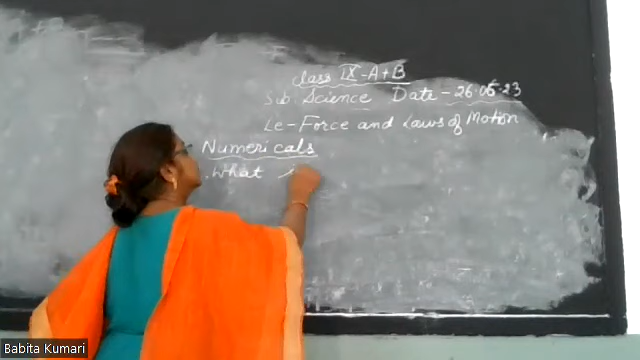 Class IX-A+B
Sub. Science Date - 26.05.23
Le-Force and Laws of Motion
Numericals
.What
Babita Kumari